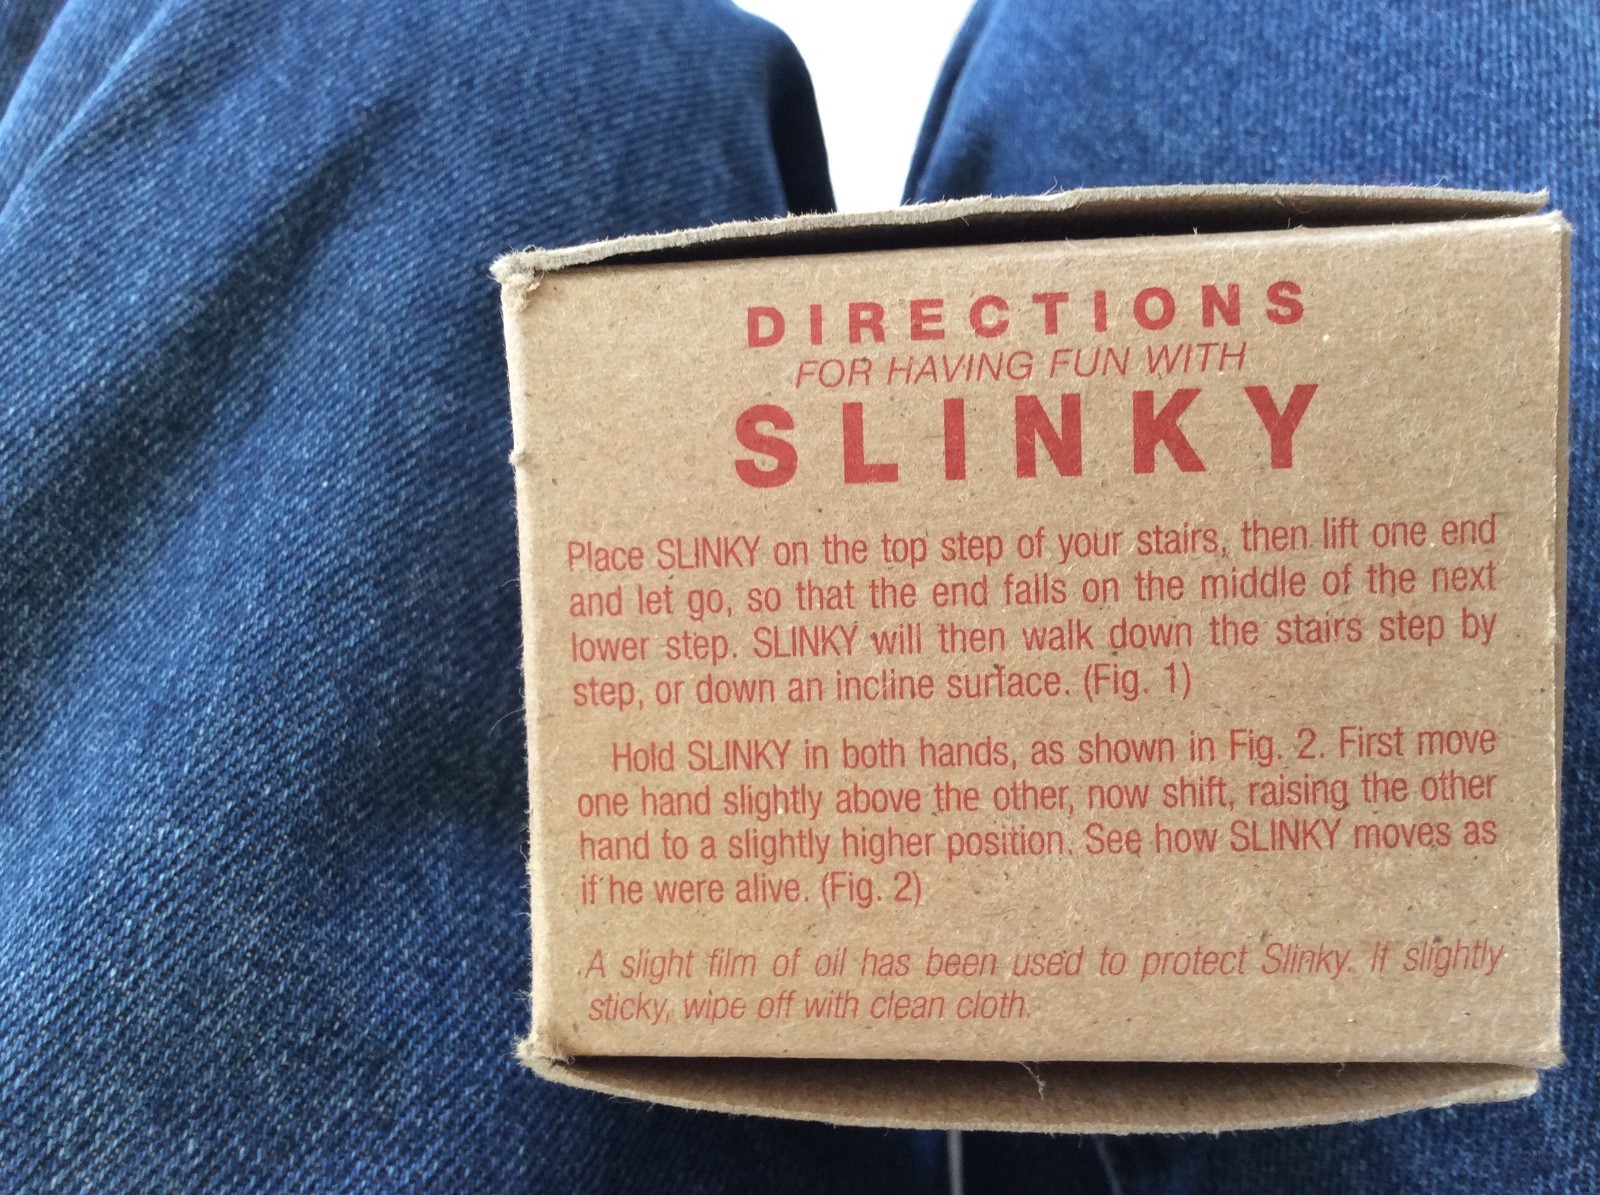 DIRECTIONS
FOR HAVING FUN WITH
SLINKY
Place SLINKY on the top step of your stairs, then lift one end
and let go, so that the end falls on the middle of the next
lower step. SLINKY will then walk down the stairs step by
step, or down an incline surface. (Fig. 1)
Hold SLINKY in both hands, as shown in Fig. 2. First move
one hand slightly above the other, now shift, raising the other
hand to a slightly higher position. See how SLINKY moves as
if he were alive. (Fig. 2)
A slight film of oil has been used to protect Slinky. If slightly
sticky, wipe off with clean cloth.